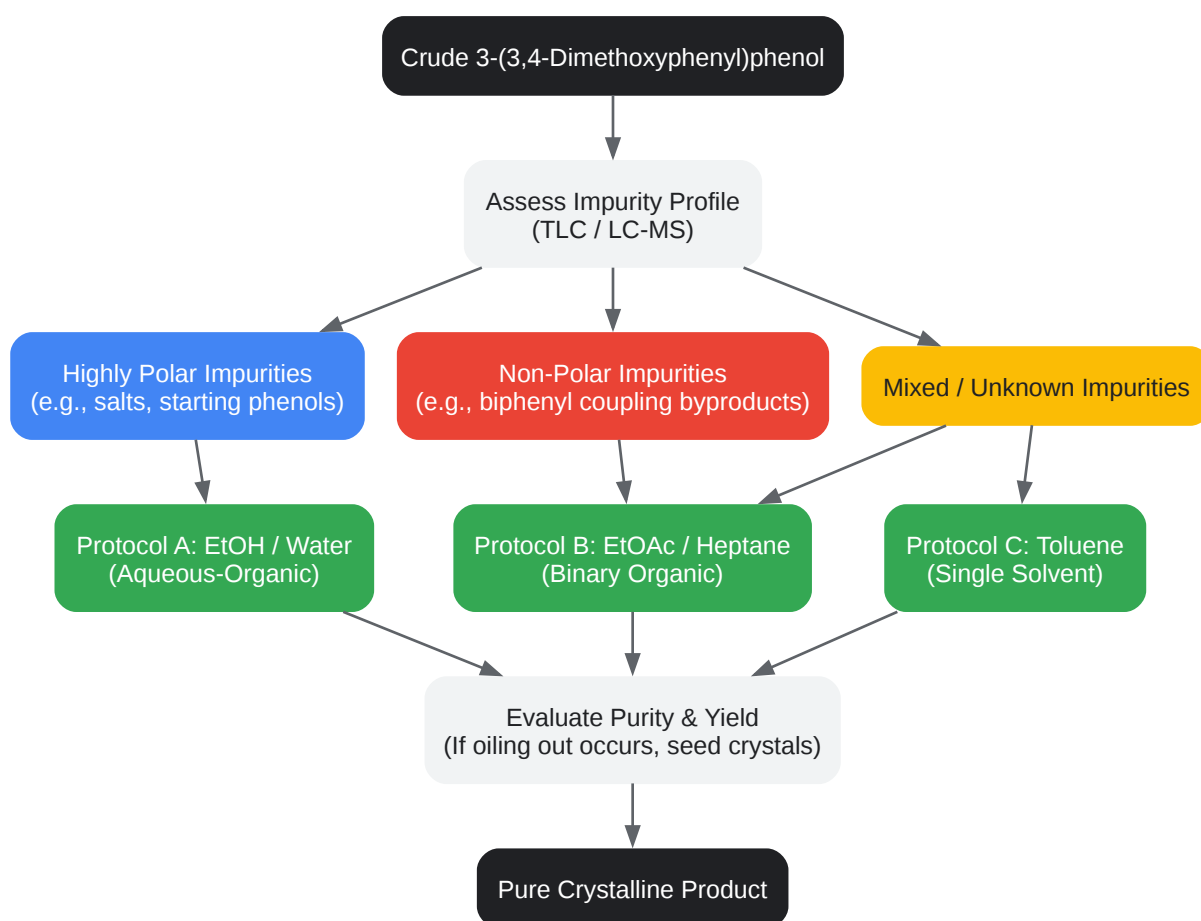 Crude 3-(3,4-Dimethoxyphenyl)phenol
Assess Impurity Profile
(TLC / LC-MS)
Highly Polar Impurities
(e.g., salts, starting phenols)
Non-Polar Impurities
(e.g., biphenyl coupling byproducts)
Mixed / Unknown Impurities
Protocol A: EtOH / Water
(Aqueous-Organic)
Protocol B: EtOAc / Heptane
(Binary Organic)
Protocol C: Toluene
(Single Solvent)
Evaluate Purity & Yield
(If oiling out occurs, seed crystals)
Pure Crystalline Product